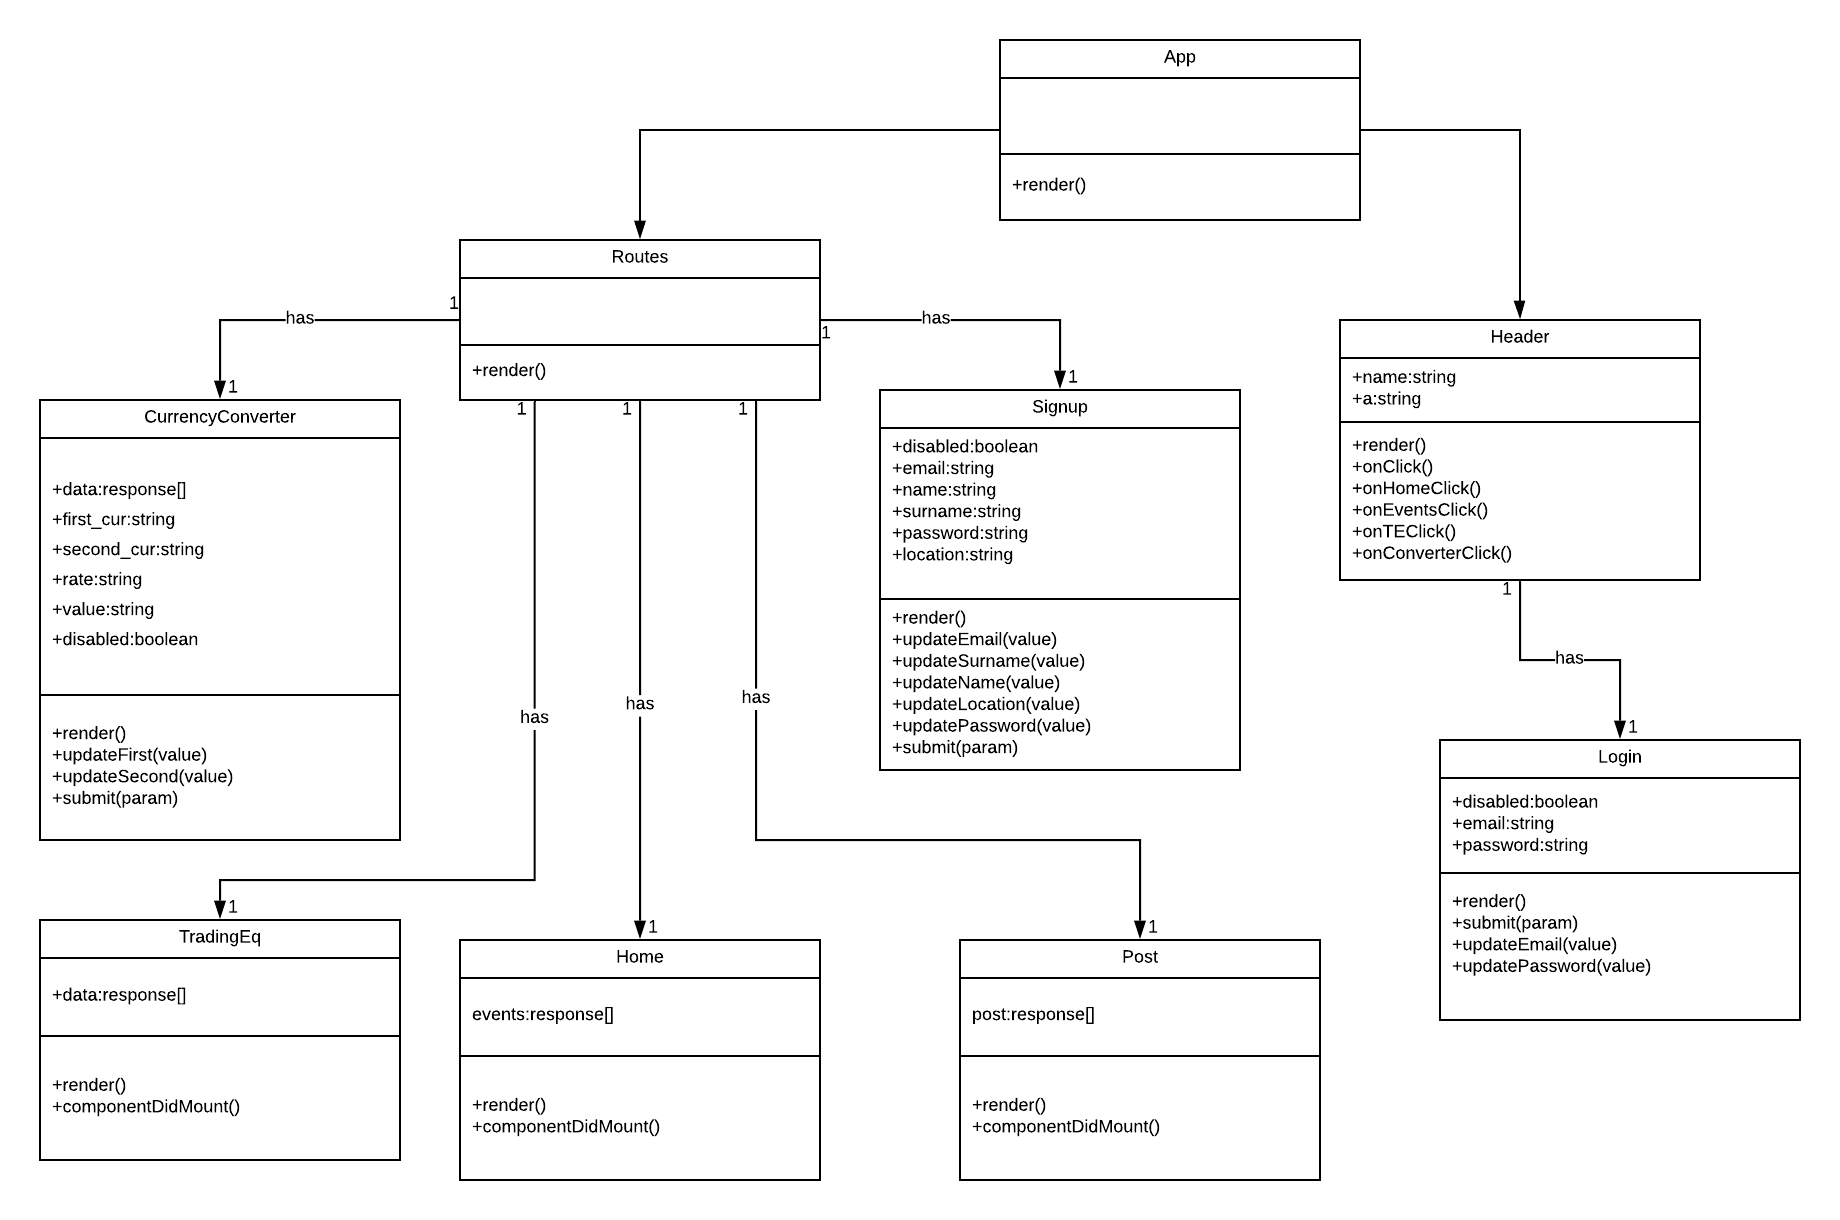 App
+render()
Routes
+render()
1
has
1
1
has
1
1
has
1
1
has
1
1
has
1
Header
+name:string
+a:string
+render()
+onClick()
+onHomeClick()
+onEventsClick()
+onTEClick()
+onConverterClick()
1
has
1
CurrencyConverter
+data:response[]
+first_cur:string
+second_cur:string
+rate:string
+value:string
+disabled:boolean
+render()
+updateFirst(value)
+updateSecond(value)
+submit(param)
Signup
+disabled:boolean
+email:string
+name:string
+surname:string
+password:string
+location:string
+render()
+updateEmail(value)
+updateSurname(value)
+updateName(value)
+updateLocation(value)
+updatePassword(value)
+submit(param)
Login
+disabled:boolean
+email:string
+password:string
+render()
+submit(param)
+updateEmail(value)
+updatePassword(value)
TradingEq
+data:response[]
+render()
+componentDidMount()
Home
events:response[]
+render()
+componentDidMount()
Post
post:response[]
+render()
+componentDidMount()